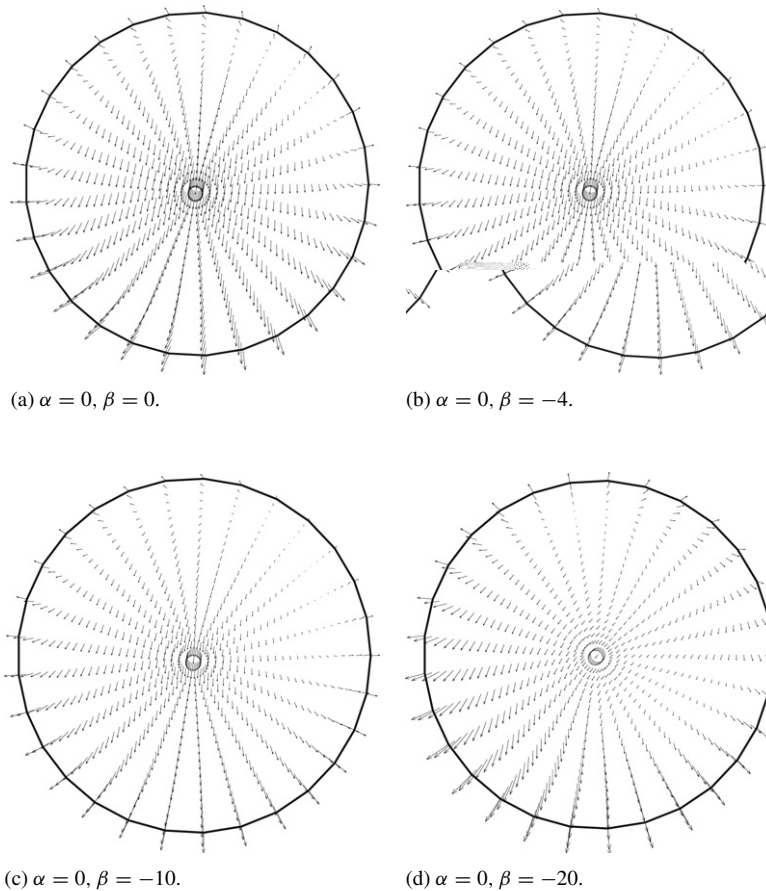 (a) α = 0, β = 0.
(b) α = 0, β = −4.
(c) α = 0, β = −10.
(d) α = 0, β = −20.